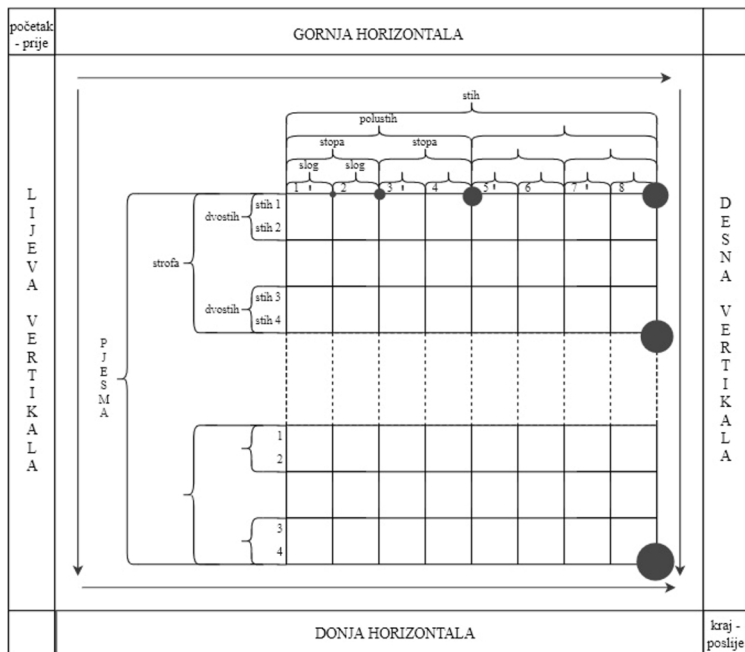 početak
- prije
GORNJA HORIZONTALA
stih
polustih
stopa stopa
slog slog
1 2 3 4 5 6 7 8
stih 1
dvostih
stih 2
strofa
stih 3
dvostih
stih 4
PJESMA
1
2
3
4
LIJEVA VERTIKALA
DESNA VERTIKALA
DONJA HORIZONTALA
kraj -
poslije